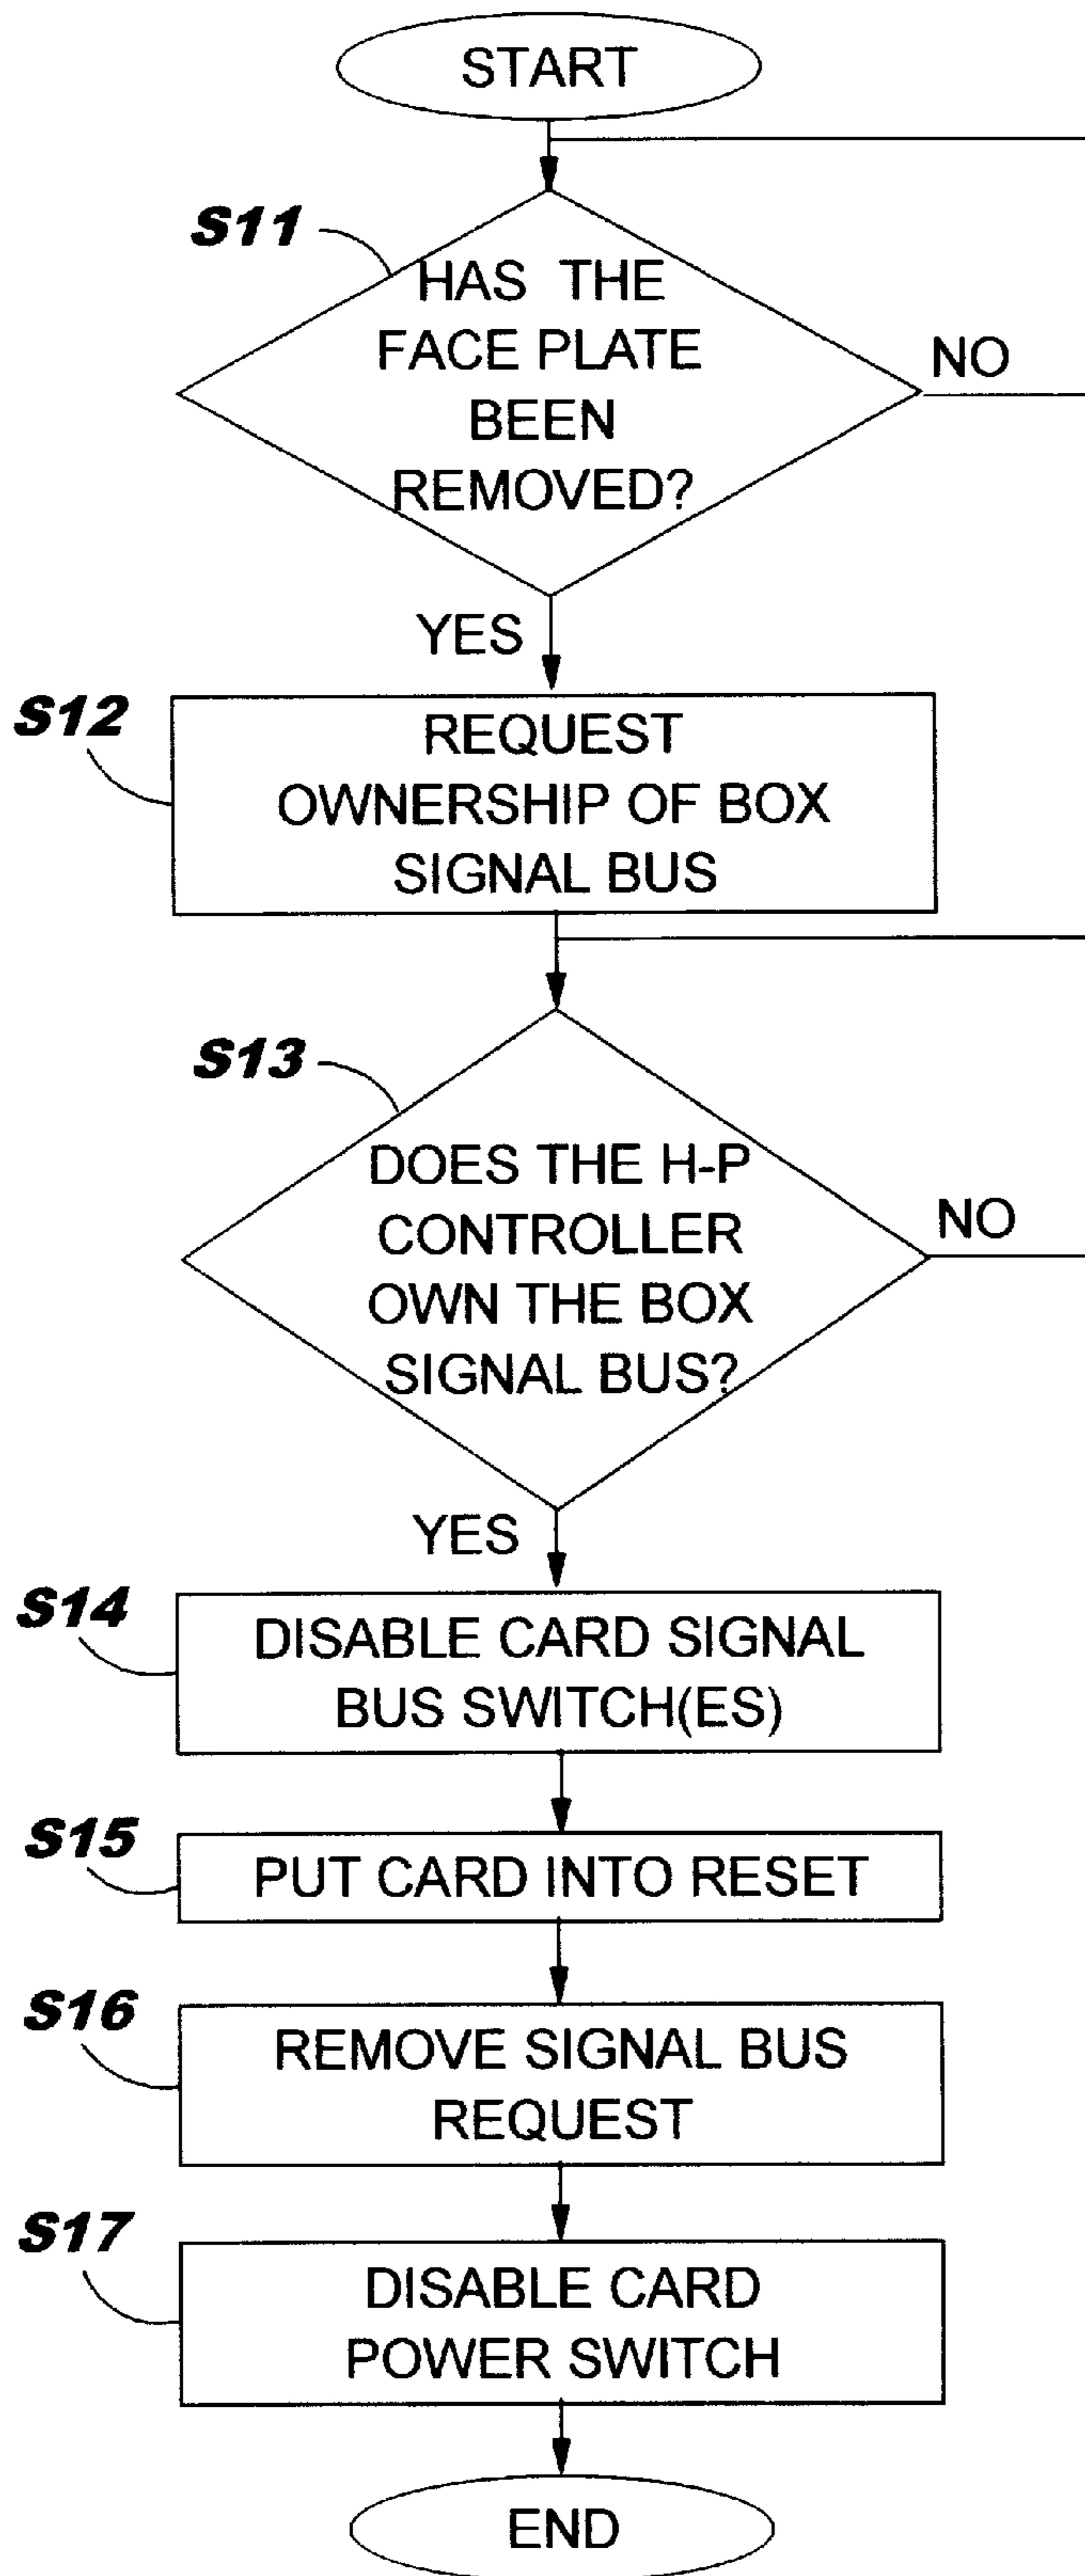 START
S11
HAS THE
FACE PLATE
BEEN
REMOVED?
NO
YES
S12
REQUEST
OWNERSHIP OF BOX
SIGNAL BUS
S13
DOES THE H-P
CONTROLLER
OWN THE BOX
SIGNAL BUS?
NO
YES
S14
DISABLE CARD SIGNAL
BUS SWITCH(ES)
S15
PUT CARD INTO RESET
S16
REMOVE SIGNAL BUS
REQUEST
S17
DISABLE CARD
POWER SWITCH
END